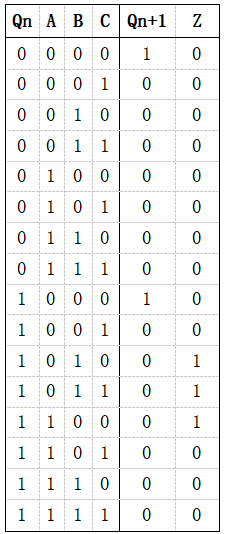 Qn A B C Qn+1 Z
0 0 0 0 1 0
0 0 0 1 0 0
0 0 1 0 0 0
0 0 1 1 0 0
0 1 0 0 0 0
0 1 0 1 0 0
0 1 1 0 0 0
0 1 1 1 0 0
1 0 0 0 1 0
1 0 0 1 0 0
1 0 1 0 0 1
1 0 1 1 0 1
1 1 0 0 0 1
1 1 0 1 0 0
1 1 1 0 0 0
1 1 1 1 0 0